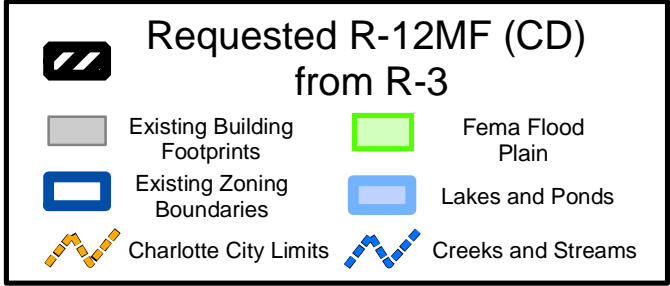 Requested R-12MF (CD)
from R-3
Existing Building
Footprints
Fema Flood
Plain
Existing Zoning
Boundaries
Lakes and Ponds
Charlotte City Limits
Creeks and Streams